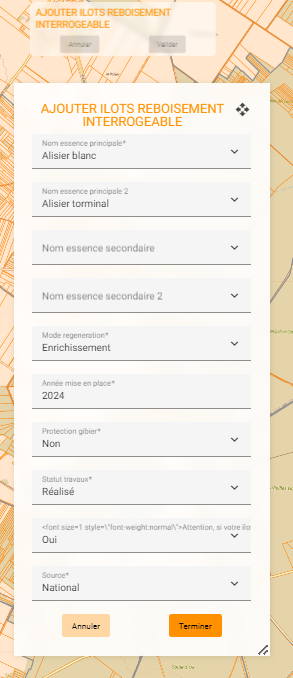 AJOUTER ILOTS REBOISEMENT
INTERROGEABLE
Annuler
Valider
AJOUTER ILOTS REBOISEMENT
INTERROGEABLE
Nom essence principale*
Alisier blanc
Nom essence principale 2
Alisier torminal
Nom essence secondaire
Nom essence secondaire 2
Mode regeneration*
Enrichissement
Année mise en place*
2024
Protection gibier*
Non
Statut travaux*
Réalisé
<font size=1 style=\"font-weight:normal\">Attention, si votre ilo
Oui
Source*
National
Annuler
Terminer